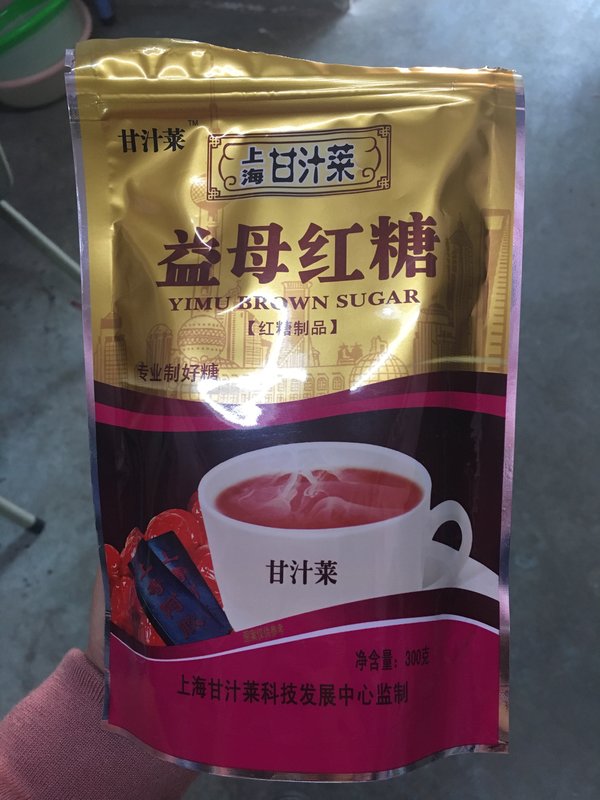 甘汁莱™
上海甘汁莱
益母红糖
YIMU BROWN SUGAR
【红糖制品】
专业制好糖
甘汁莱
净含量：300克
上海甘汁莱科技发展中心监制